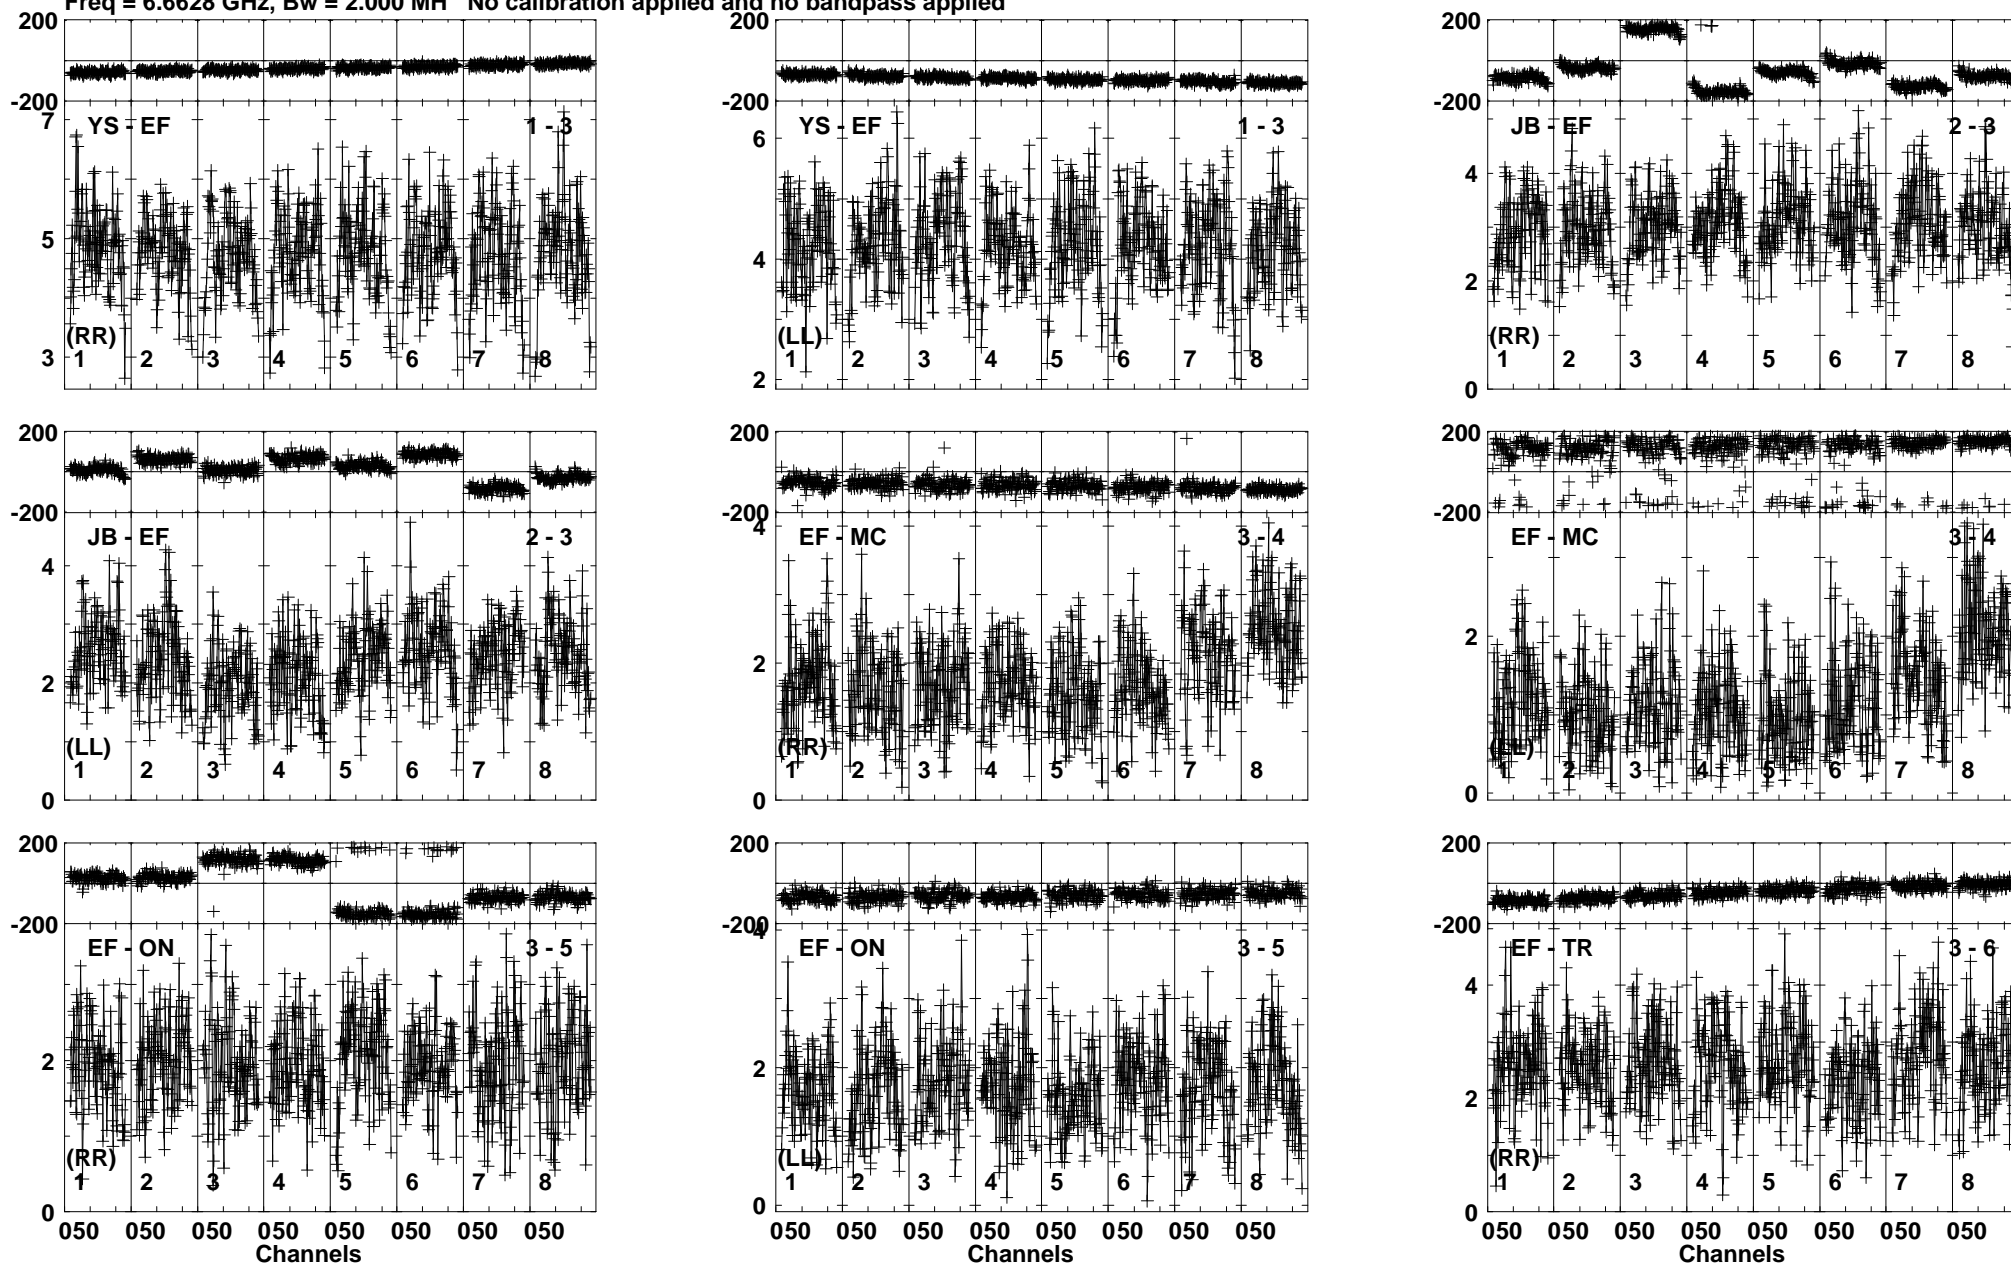 Freq = 6.6628 GHz, Bw = 2.000 MH No calibration applied and no bandpass applied
200 200 200
-200 -200 -200
7 YS - EF 1 - 3 YS - EF 1 - 3 JB - EF 2 - 3
6
4
5
4
2
(RR) (LL) (RR)
3 1 2 3 4 5 6 7 8 1 2 3 4 5 6 7 8 1 2 3 4 5 6 7 8
2 0
200 200 200
-200 -200 -200
JB - EF 2 - 3 4 EF - MC 3 - 4 EF - MC 3 - 4
4
2
2 2
(LL) (RR) (LL)
1 2 3 4 5 6 7 8 1 2 3 4 5 6 7 8 1 2 3 4 5 6 7 8
0 0 0
200 200 200
-200 -200 -200
4
EF - ON 3 - 5 EF - ON 3 - 5 EF - TR 3 - 6
4
2 2
2
(RR) (LL) (RR)
1 2 3 4 5 6 7 8 1 2 3 4 5 6 7 8 1 2 3 4 5 6 7 8
0 0 0
050 050 050 050 050 050 050 050 050 050 050 050 050 050 050 050 050 050 050 050 050 050 050 050
Channels Channels Channels